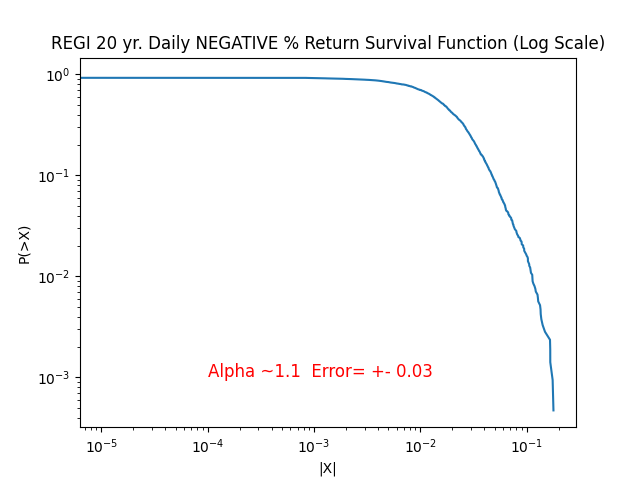 REGI 20 yr. Daily NEGATIVE % Return Survival Function (Log Scale)
P(>X)
10⁰
10⁻¹
10⁻²
10⁻³
Alpha ~1.1  Error= +- 0.03
10⁻⁵ 10⁻⁴ 10⁻³ 10⁻² 10⁻¹
|X|